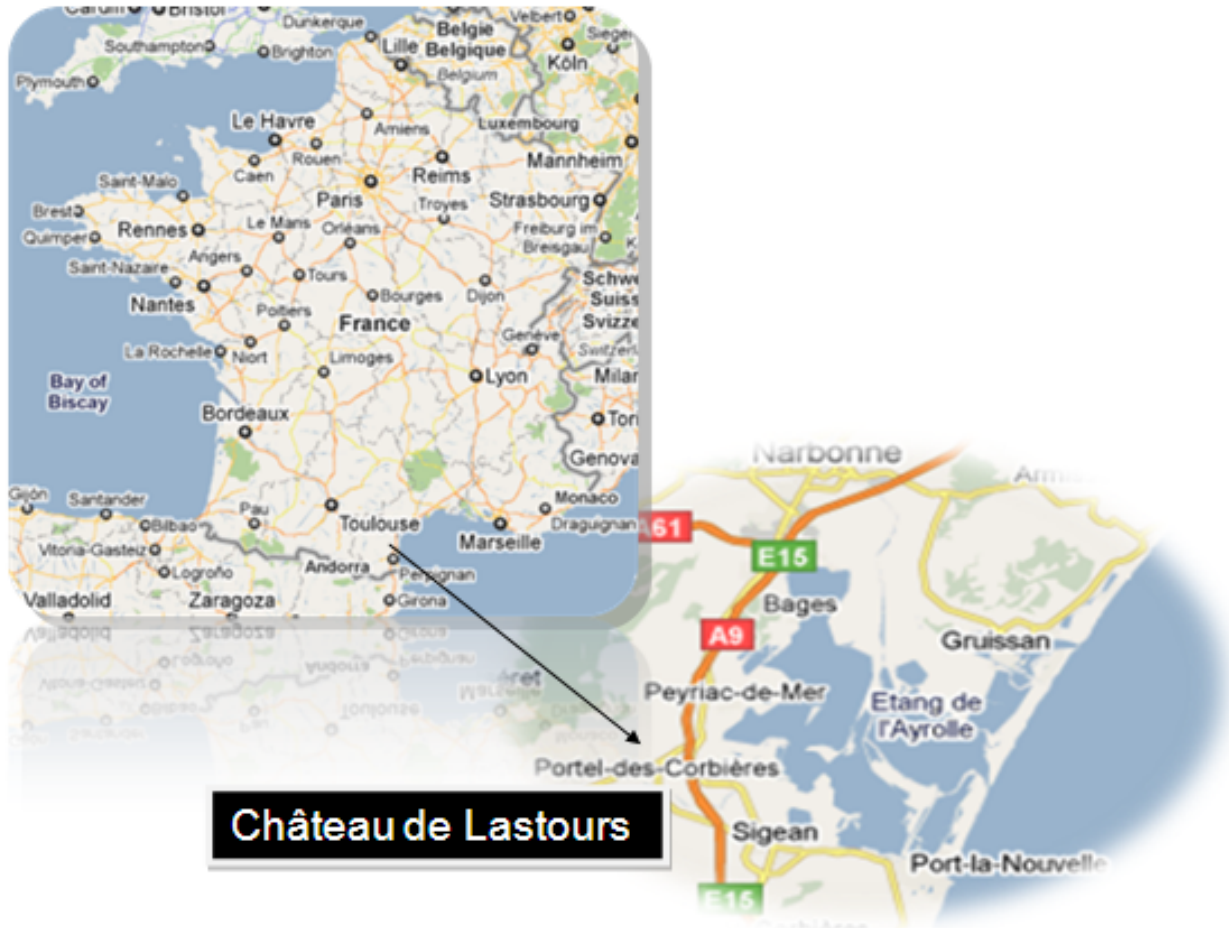 Cardiff
Bristol
Dunkerque
Velbert
Southampton
Brighton
Lille
België
Belgique
Belgium
Siegen
Köln
Plymouth
Le Havre
Amiens
Luxembourg
Caen
Rouen
Reims
Mannheim
Saint-Malo
Paris
Troyes
Strasbourg
Brest
Rennes
Le Mans
Orléans
Freiburg im
Breisgau
Quimper
Angers
Saint-Nazaire
Tours
Bourges
Dijon
Schwe
Suiss
Svizze
Switzerl
Nantes
Poitiers
France
Genève
La Rochelle
Niort
Limoges
Lyon
Milan
Bay of
Biscay
Bordeaux
Torı
Genova
Gijón
Santander
Pau
Toulouse
Monaco
Draguignan
Bilbao
Marseille
Vitoria-Gasteiz
Andorra
Perpignan
Logroño
Girona
Valladolid
Zaragoza
Narbonne
A61
E15
Bages
A9
Gruissan
Peyriac-de-Mer
Etang de
l'Ayrolle
Portel-des-Corbières
Château de Lastours
Sigean
Port-la-Nouvelle
E15